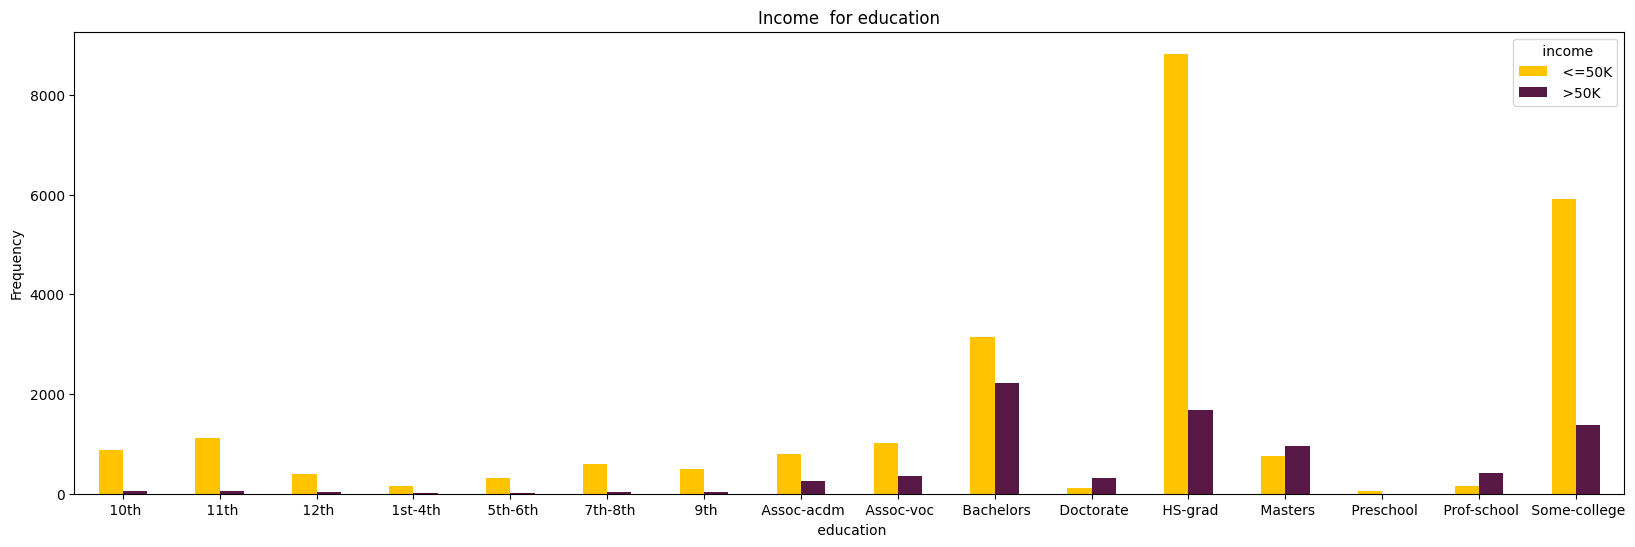 Income  for education
income
<=50K
>50K
Frequency
8000
6000
4000
2000
0
10th 11th 12th 1st-4th 5th-6th 7th-8th 9th Assoc-acdm Assoc-voc Bachelors Doctorate HS-grad Masters Preschool Prof-school Some-college
education